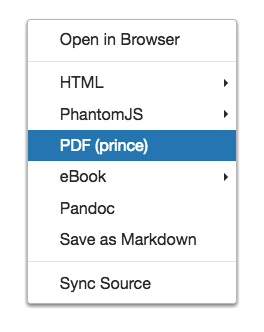 Open in Browser
HTML
PhantomJS
PDF (prince)
eBook
Pandoc
Save as Markdown
Sync Source